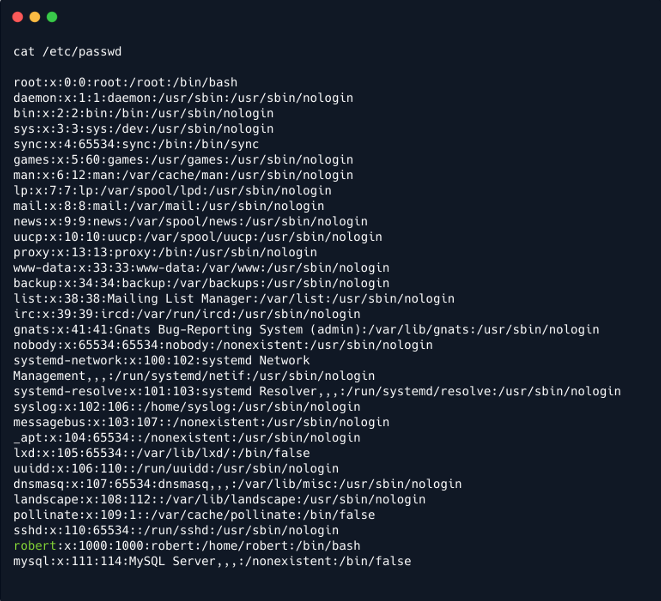 cat /etc/passwd
root:x:0:0:root:/root:/bin/bash
daemon:x:1:1:daemon:/usr/sbin:/usr/sbin/nologin
bin:x:2:2:bin:/bin:/usr/sbin/nologin
sys:x:3:3:sys:/dev:/usr/sbin/nologin
sync:x:4:65534:sync:/bin:/bin/sync
games:x:5:60:games:/usr/games:/usr/sbin/nologin
man:x:6:12:man:/var/cache/man:/usr/sbin/nologin
lp:x:7:7:lp:/var/spool/lpd:/usr/sbin/nologin
mail:x:8:8:mail:/var/mail:/usr/sbin/nologin
news:x:9:9:news:/var/spool/news:/usr/sbin/nologin
uucp:x:10:10:uucp:/var/spool/uucp:/usr/sbin/nologin
proxy:x:13:13:proxy:/bin:/usr/sbin/nologin
www-data:x:33:33:www-data:/var/www:/usr/sbin/nologin
backup:x:34:34:backup:/var/backups:/usr/sbin/nologin
list:x:38:38:Mailing List Manager:/var/list:/usr/sbin/nologin
irc:x:39:39:ircd:/var/run/ircd:/usr/sbin/nologin
gnats:x:41:41:Gnats Bug-Reporting System (admin):/var/lib/gnats:/usr/sbin/nologin
nobody:x:65534:65534:nobody:/nonexistent:/usr/sbin/nologin
systemd-network:x:100:102:systemd Network
Management,,,:/run/systemd/netif:/usr/sbin/nologin
systemd-resolve:x:101:103:systemd Resolver,,,:/run/systemd/resolve:/usr/sbin/nologin
syslog:x:102:106::/home/syslog:/usr/sbin/nologin
messagebus:x:103:107::/nonexistent:/usr/sbin/nologin
_apt:x:104:65534::/nonexistent:/usr/sbin/nologin
lxd:x:105:65534::/var/lib/lxd/:/bin/false
uuidd:x:106:110::/run/uuidd:/usr/sbin/nologin
dnsmasq:x:107:65534:dnsmasq,,,:/var/lib/misc:/usr/sbin/nologin
landscape:x:108:112::/var/lib/landscape:/usr/sbin/nologin
pollinate:x:109:1::/var/cache/pollinate:/bin/false
sshd:x:110:65534::/run/sshd:/usr/sbin/nologin
robert:x:1000:1000:robert:/home/robert:/bin/bash
mysql:x:111:114:MySQL Server,,,:/nonexistent:/bin/false